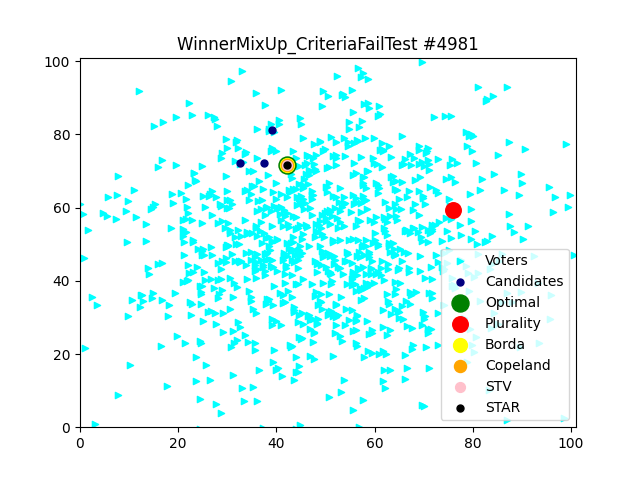 WinnerMixUp_CriteriaFailTest #4981
100
80
60
40
20
0
0 20 40 60 80 100
Voters
Candidates
Optimal
Plurality
Borda
Copeland
STV
STAR